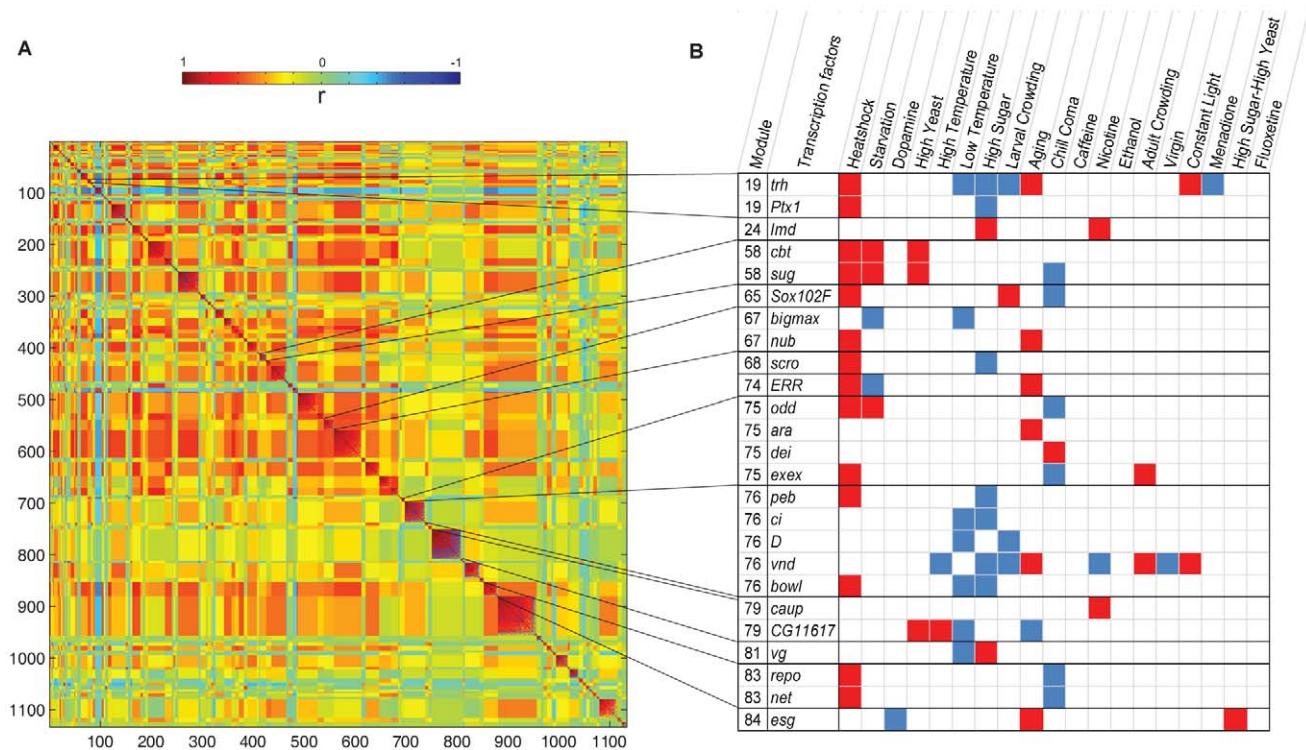 A
1 0 -1
r
100
200
300
400
500
600
700
800
900
1000
1100
100 200 300 400 500 600 700 800 900 1000 1100
B
Module
Transcription factors
Heatshock
Starvation
Dopamine
High Yeast
High Temperature
Low Temperature
High Sugar
Larval Crowding
Aging
Chill Coma
Caffeine
Nicotine
Ethanol
Adult Crowding
Virgin
Constant Light
Menadione
High Sugar-High Yeast
Fluoxetine
19 trh
19 Ptx1
24 lmd
58 cbt
58 sug
65 Sox102F
67 bigmax
67 nub
68 scro
74 ERR
75 odd
75 ara
75 dei
75 exex
76 peb
76 ci
76 D
76 vnd
76 bowl
79 caup
79 CG11617
81 vg
83 repo
83 net
84 esg